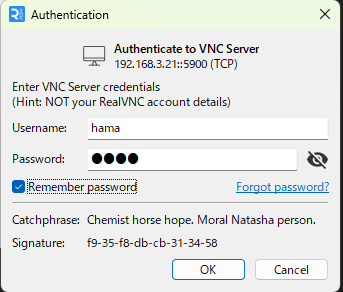 Authentication
Authenticate to VNC Server
192.168.3.21::5900 (TCP)
Enter VNC Server credentials
(Hint: NOT your RealVNC account details)
Username: hama
Password: ●●●●
Remember password Forgot password?
Catchphrase: Chemist horse hope. Moral Natasha person.
Signature: f9-35-f8-db-cb-31-34-58
OK Cancel